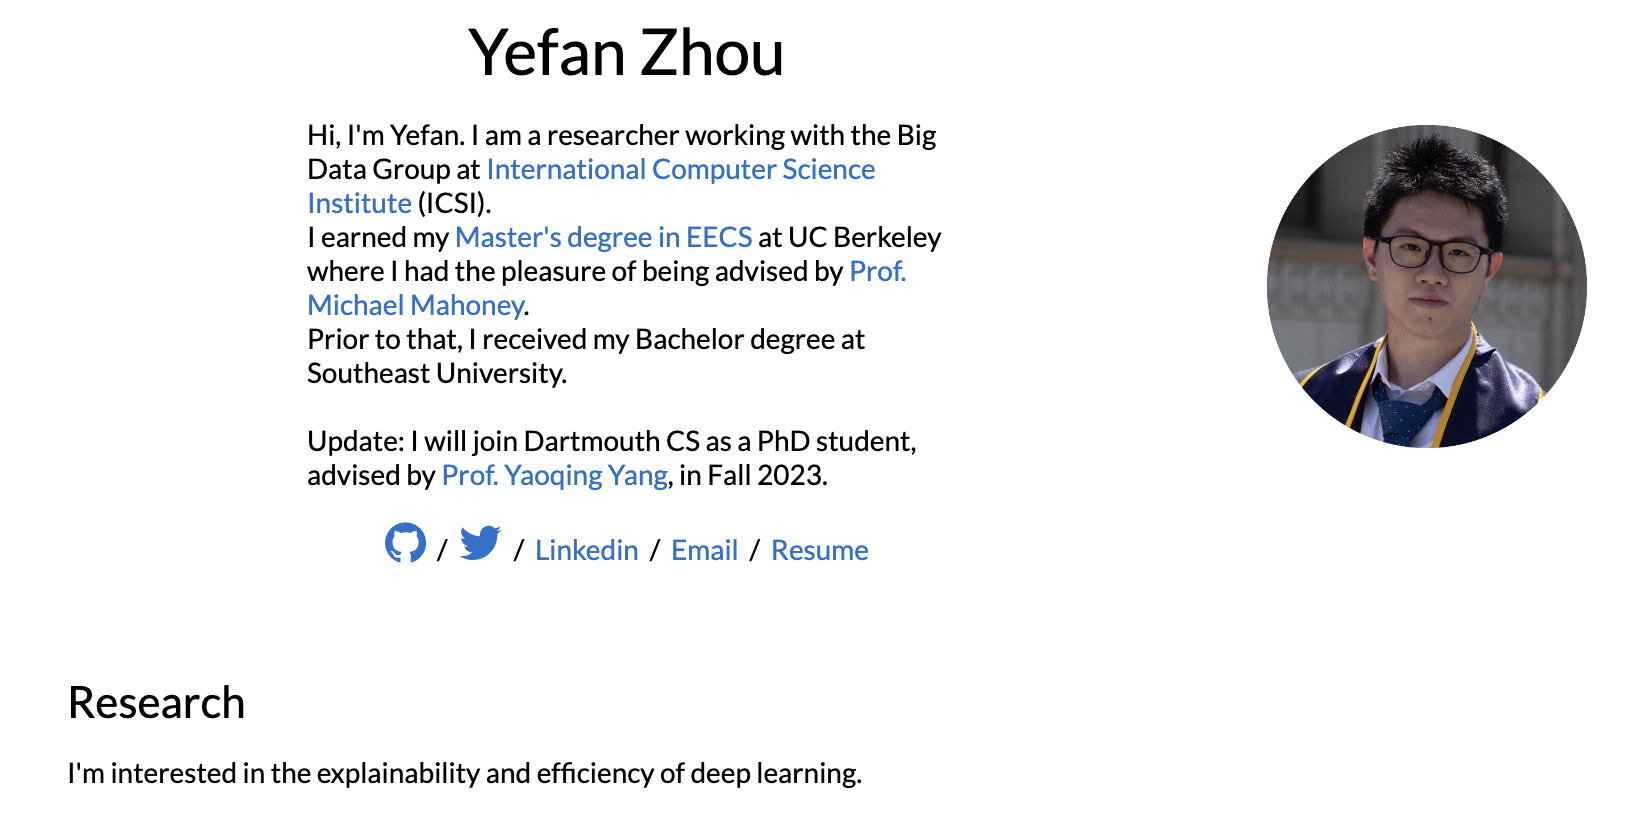 Yefan Zhou
Hi, I'm Yefan. I am a researcher working with the Big
Data Group at International Computer Science
Institute (ICSI).
I earned my Master's degree in EECS at UC Berkeley
where I had the pleasure of being advised by Prof.
Michael Mahoney.
Prior to that, I received my Bachelor degree at
Southeast University.
Update: I will join Dartmouth CS as a PhD student,
advised by Prof. Yaoqing Yang, in Fall 2023.
/ / Linkedin / Email / Resume
Research
I'm interested in the explainability and efficiency of deep learning.